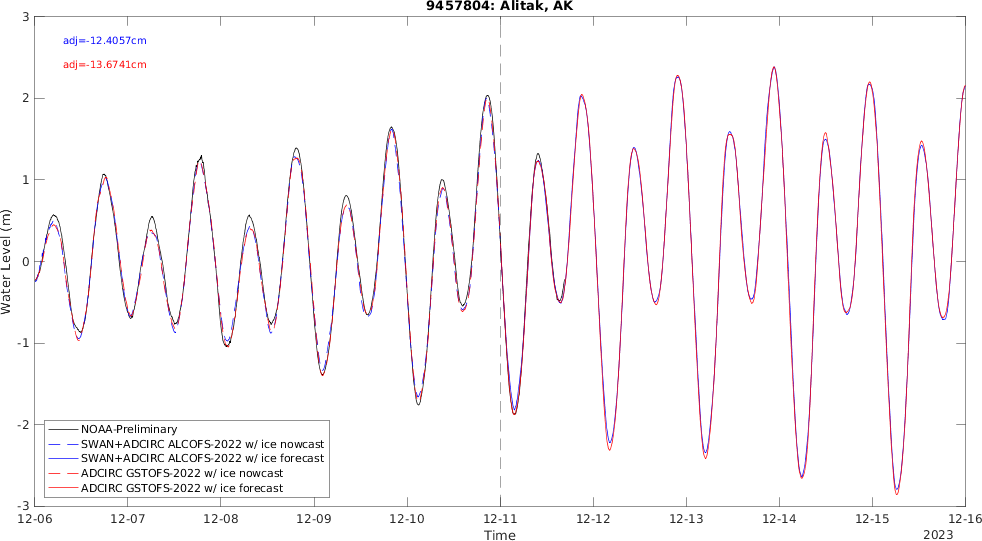 9457804: Alitak, AK
adj=-12.4057cm
adj=-13.6741cm
3
2
1
0
-1
-2
-3
Water Level (m)
NOAA-Preliminary
SWAN+ADCIRC ALCOFS-2022 w/ ice nowcast
SWAN+ADCIRC ALCOFS-2022 w/ ice forecast
ADCIRC GSTOFS-2022 w/ ice nowcast
ADCIRC GSTOFS-2022 w/ ice forecast
12-06 12-07 12-08 12-09 12-10 12-11 12-12 12-13 12-14 12-15 12-16
Time
2023